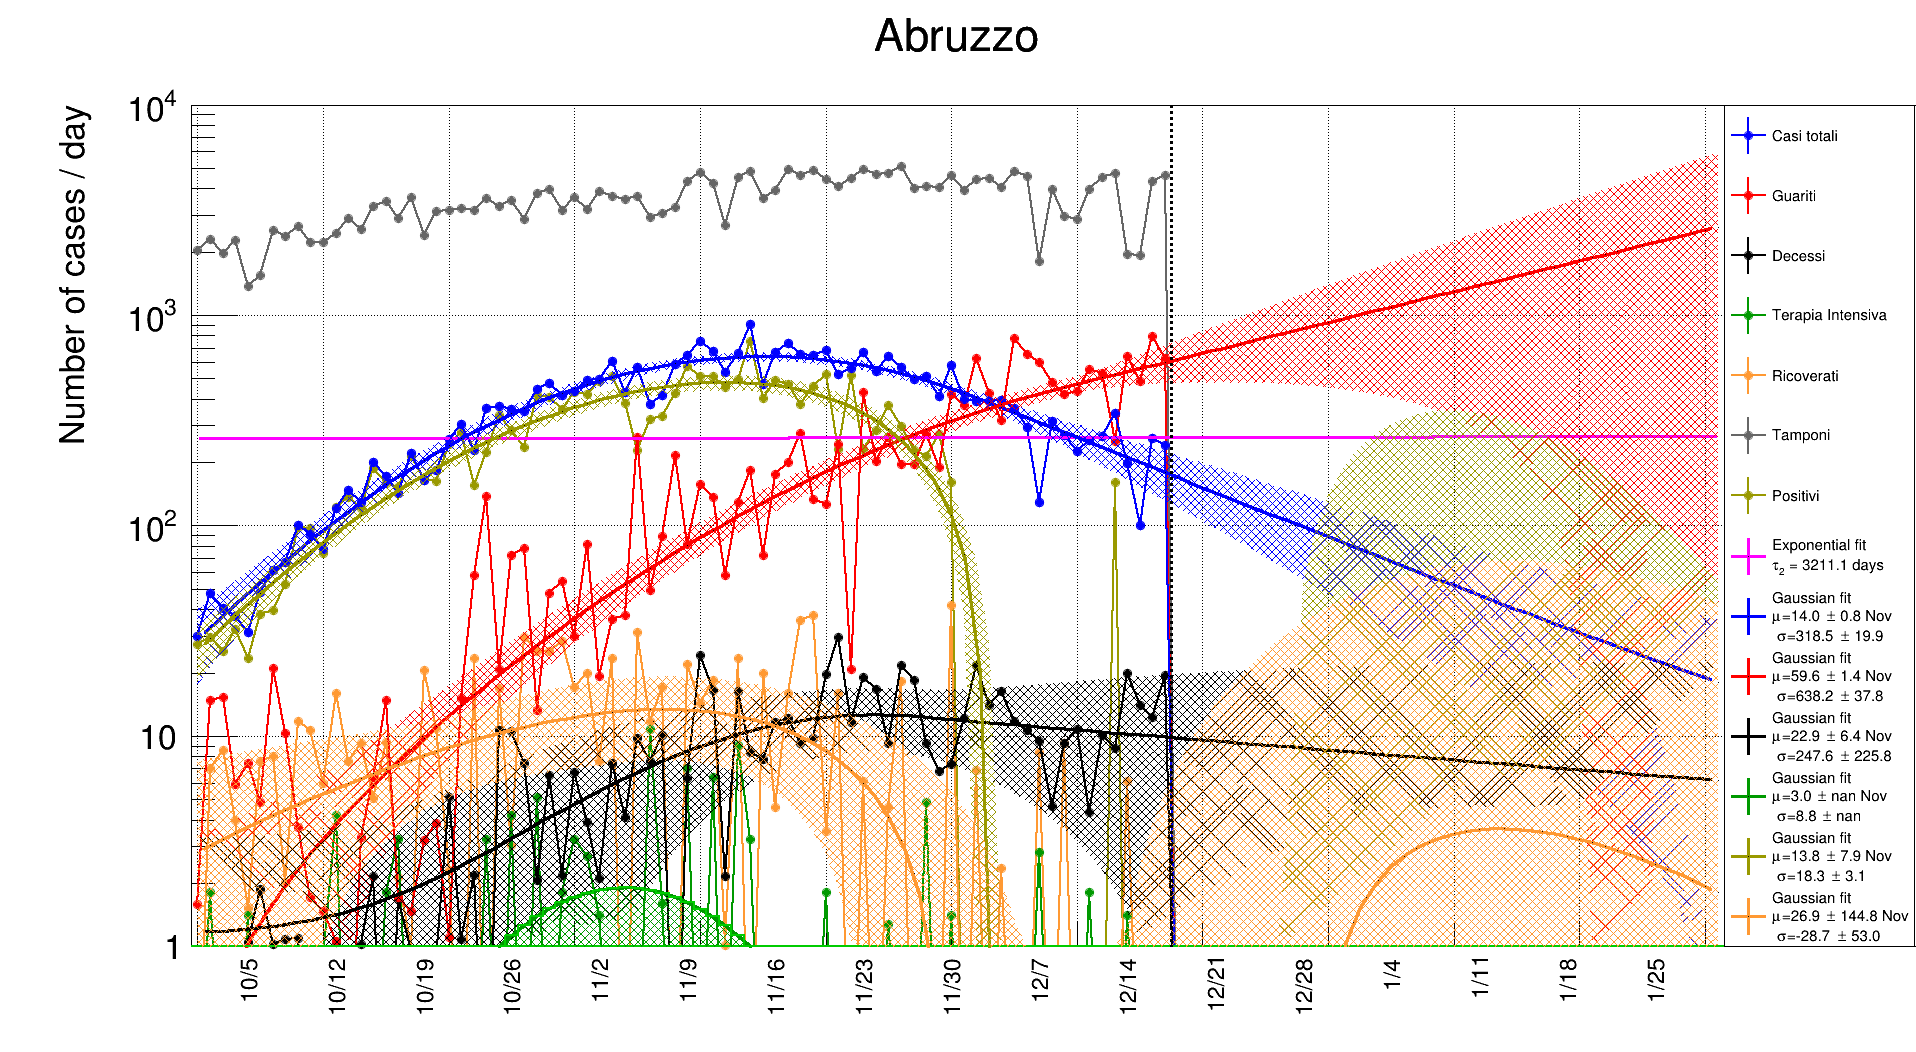 Abruzzo
Number of cases / day
10⁴
10³
10²
10
1
10/5
10/12
10/19
10/26
11/2
11/9
11/16
11/23
11/30
12/7
12/14
12/21
12/28
1/4
1/11
1/18
1/25
Casi totali
Guariti
Decessi
Terapia Intensiva
Ricoverati
Tamponi
Positivi
Exponential fit
τ₂ = 3211.1 days
Gaussian fit
μ=14.0 ± 0.8 Nov
σ=318.5 ± 19.9
Gaussian fit
μ=59.6 ± 1.4 Nov
σ=638.2 ± 37.8
Gaussian fit
μ=22.9 ± 6.4 Nov
σ=247.6 ± 225.8
Gaussian fit
μ=3.0 ± nan Nov
σ=8.8 ± nan
Gaussian fit
μ=13.8 ± 7.9 Nov
σ=18.3 ± 3.1
Gaussian fit
μ=26.9 ± 144.8 Nov
σ=-28.7 ± 53.0